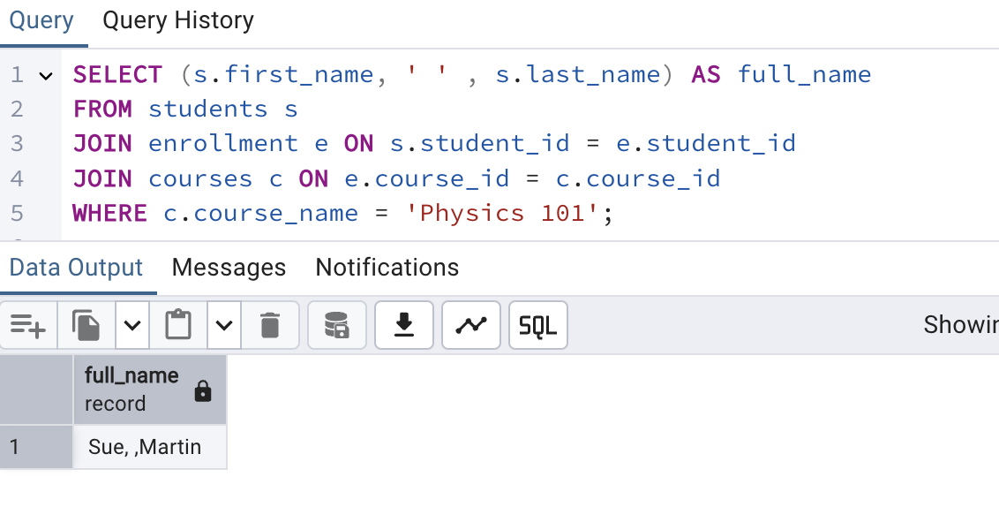 Query Query History
1 SELECT (s.first_name, ' ' , s.last_name) AS full_name
2 FROM students s
3 JOIN enrollment e ON s.student_id = e.student_id
4 JOIN courses c ON e.course_id = c.course_id
5 WHERE c.course_name = 'Physics 101';
Data Output Messages Notifications
SQL
full_name
record
1 Sue, ,Martin